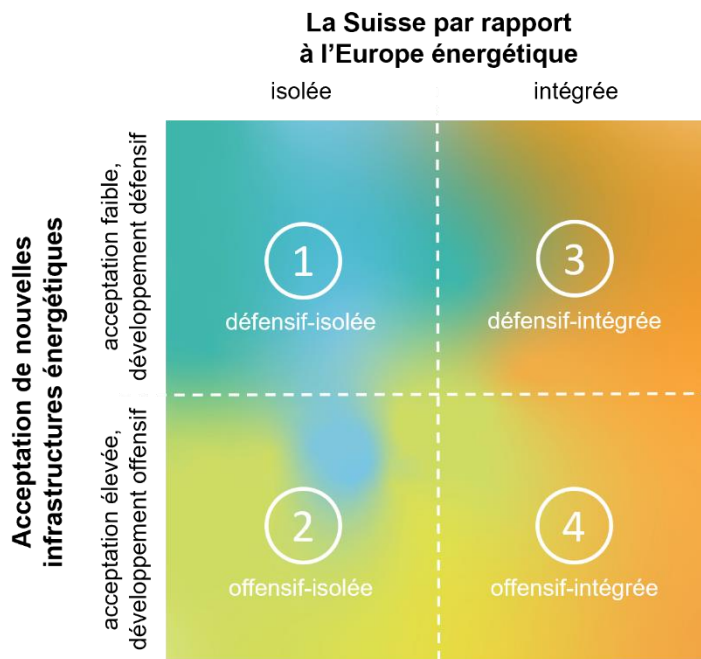 La Suisse par rapport
à l'Europe énergétique
isolée
intégrée
Acceptation de nouvelles
infrastructures énergétiques
acceptation faible,
développement défensif
1
défensif-isolée
3
défensif-intégrée
acceptation élevée,
développement offensif
2
offensif-isolée
4
offensif-intégrée